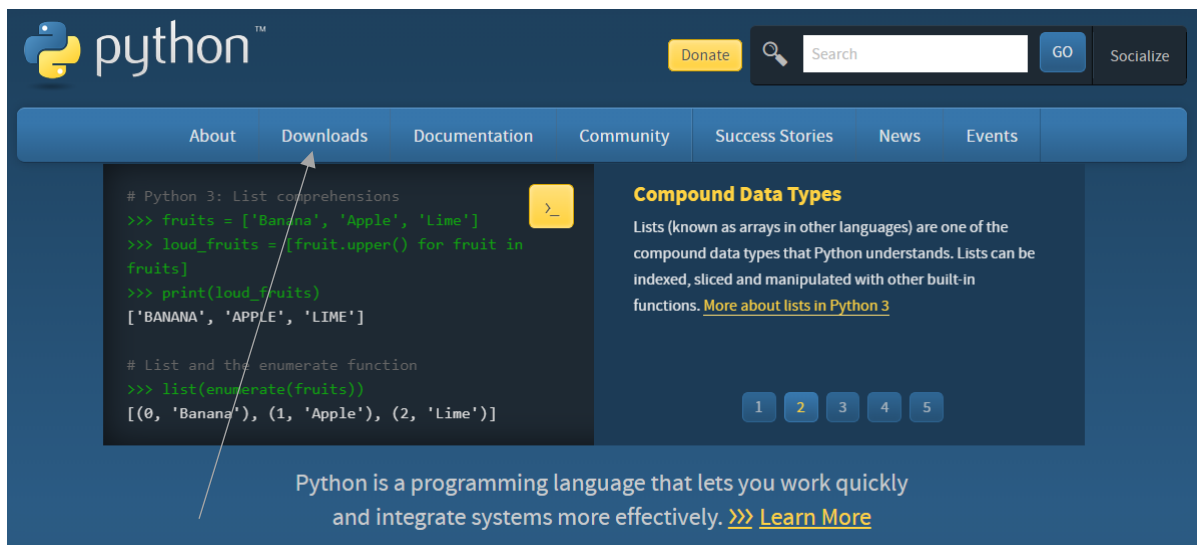 python™
Donate
Search
GO
Socialize
About
Downloads
Documentation
Community
Success Stories
News
Events
# Python 3: List comprehensions
>>> fruits = ['Banana', 'Apple', 'Lime']
>>> loud_fruits = [fruit.upper() for fruit in
fruits]
>>> print(loud_fruits)
['BANANA', 'APPLE', 'LIME']
# List and the enumerate function
>>> list(enumerate(fruits))
[(0, 'Banana'), (1, 'Apple'), (2, 'Lime')]
>_
Compound Data Types
Lists (known as arrays in other languages) are one of the
compound data types that Python understands. Lists can be
indexed, sliced and manipulated with other built-in
functions. More about lists in Python 3
1 2 3 4 5
Python is a programming language that lets you work quickly
and integrate systems more effectively. >>> Learn More